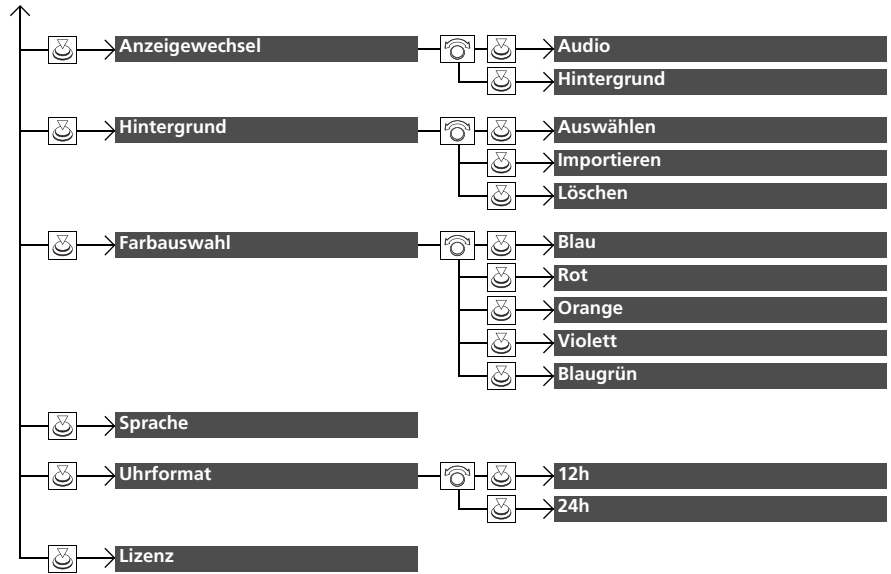 Anzeigewechsel
Audio
Hintergrund
Hintergrund
Auswählen
Importieren
Löschen
Farbauswahl
Blau
Rot
Orange
Violett
Blaugrün
Sprache
Uhrformat
12h
24h
Lizenz